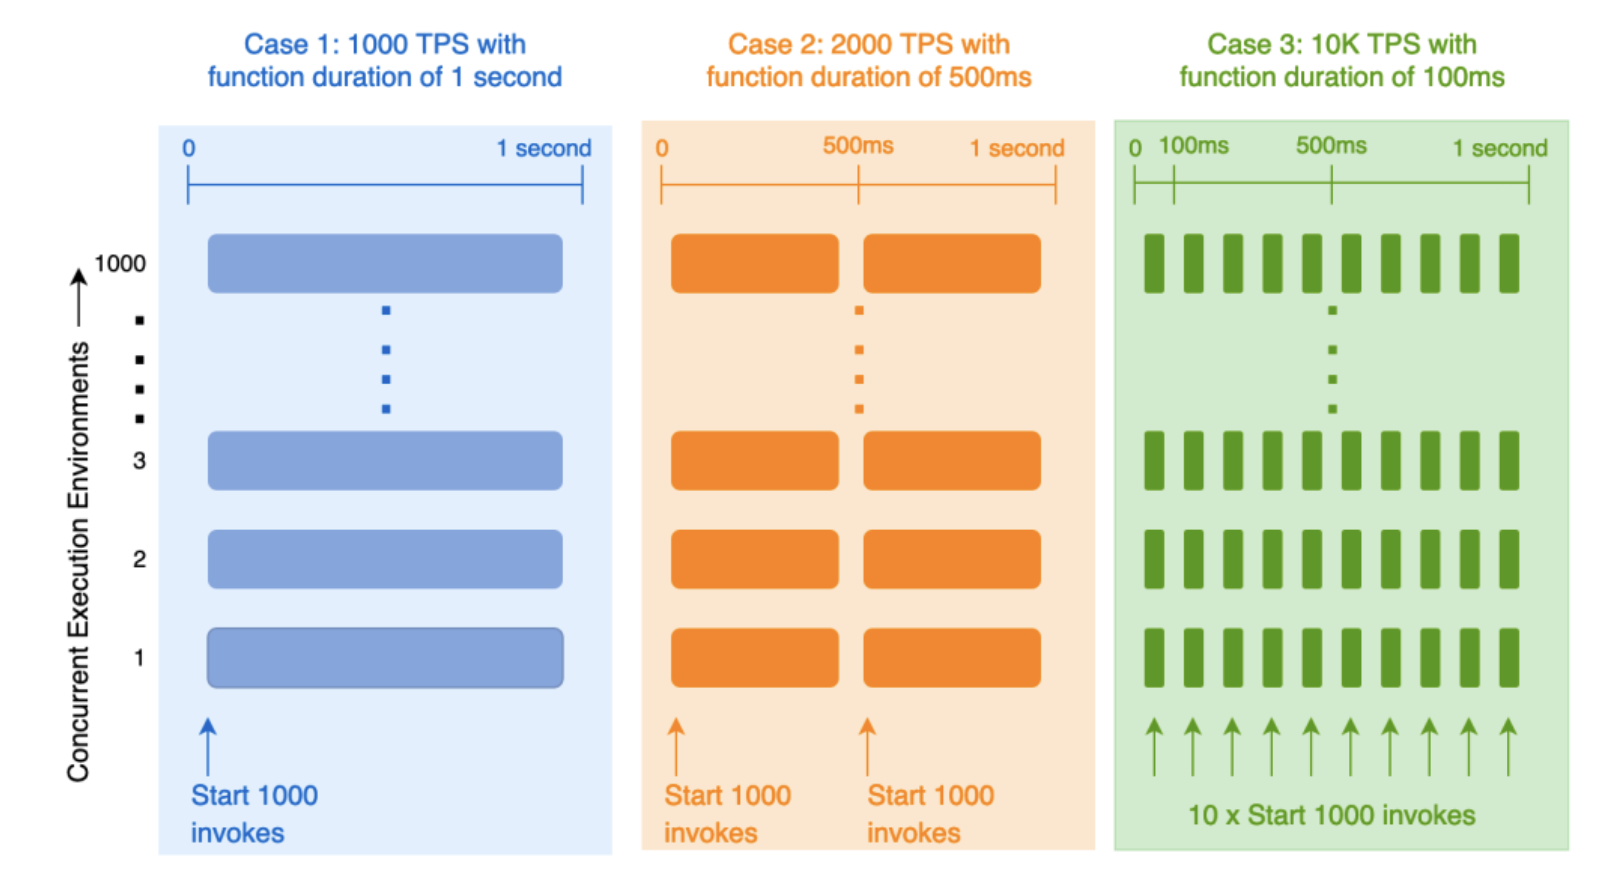 Case 1: 1000 TPS with
function duration of 1 second
Case 2: 2000 TPS with
function duration of 500ms
Case 3: 10K TPS with
function duration of 100ms
0 1 second
0 500ms 1 second
0 100ms 500ms 1 second
Concurrent Execution Environments
1000
3
2
1
Start 1000
invokes
Start 1000
invokes
Start 1000
invokes
10 x Start 1000 invokes